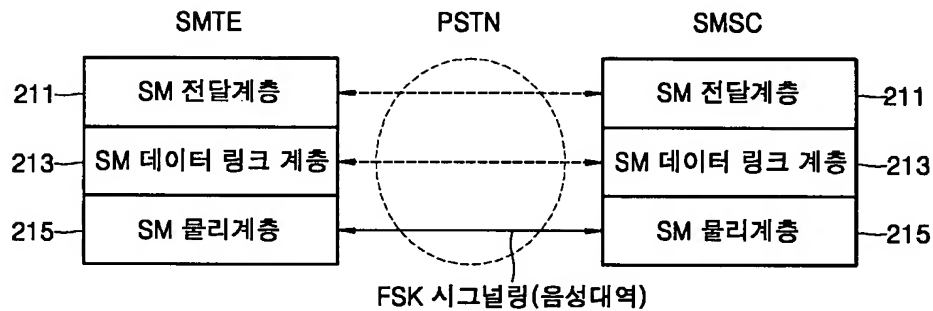 SMTE PSTN SMSC
211 SM 전달계층 SM 전달계층 211
213 SM 데이터 링크 계층 SM 데이터 링크 계층 213
215 SM 물리계층 SM 물리계층 215
FSK 시그널링(음성대역)